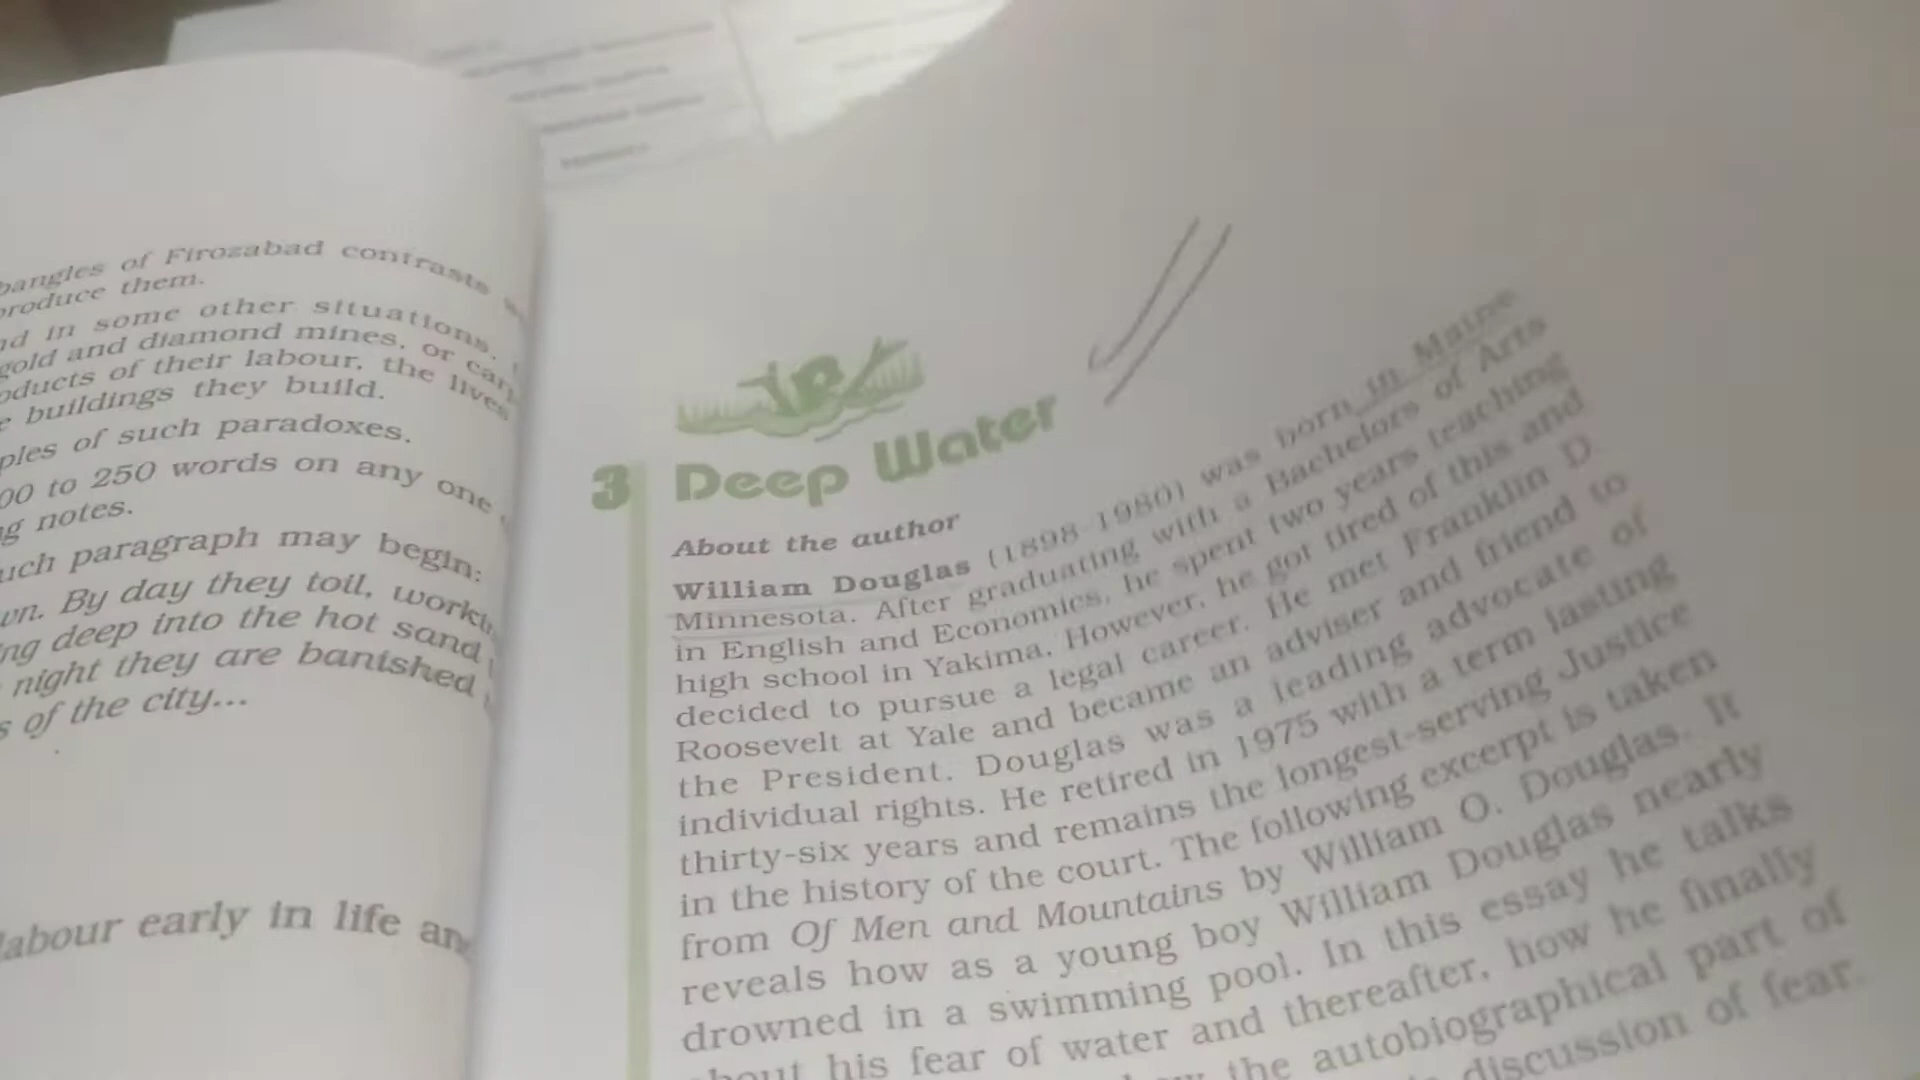 bangles of Firozabad contrasts
produce them.
nd in some other situations.
gold and diamond mines, or
oducts of their labour, the lives
buildings they build.
ples of such paradoxes.
00 to 250 words on any one
g notes.
uch paragraph may begin:
wn. By day they toil,
ng deep into the hot sand
night they are banished
s of the city...
labour early in life an
3 Deep Water
About the author
William Douglas (1898-1980) was born in Maine
Minnesota. After graduating with a Bachelors of Arts
in English and Economics, he spent two years teaching
high school in Yakima. However, he got tired of this and
decided to pursue a legal career. He met Franklin D.
Roosevelt at Yale and became an adviser and friend to
the President. Douglas was a leading advocate of
individual rights. He retired in 1975 with a term lasting
thirty-six years and remains the longest-serving Justice
in the history of the court. The following excerpt is taken
from Of Men and Mountains by William O. Douglas. It
reveals how as a young boy William Douglas nearly
drowned in a swimming pool. In this essay he talks
about his fear of water and thereafter, how he finally
the autobiographical part of
discussion of fear.